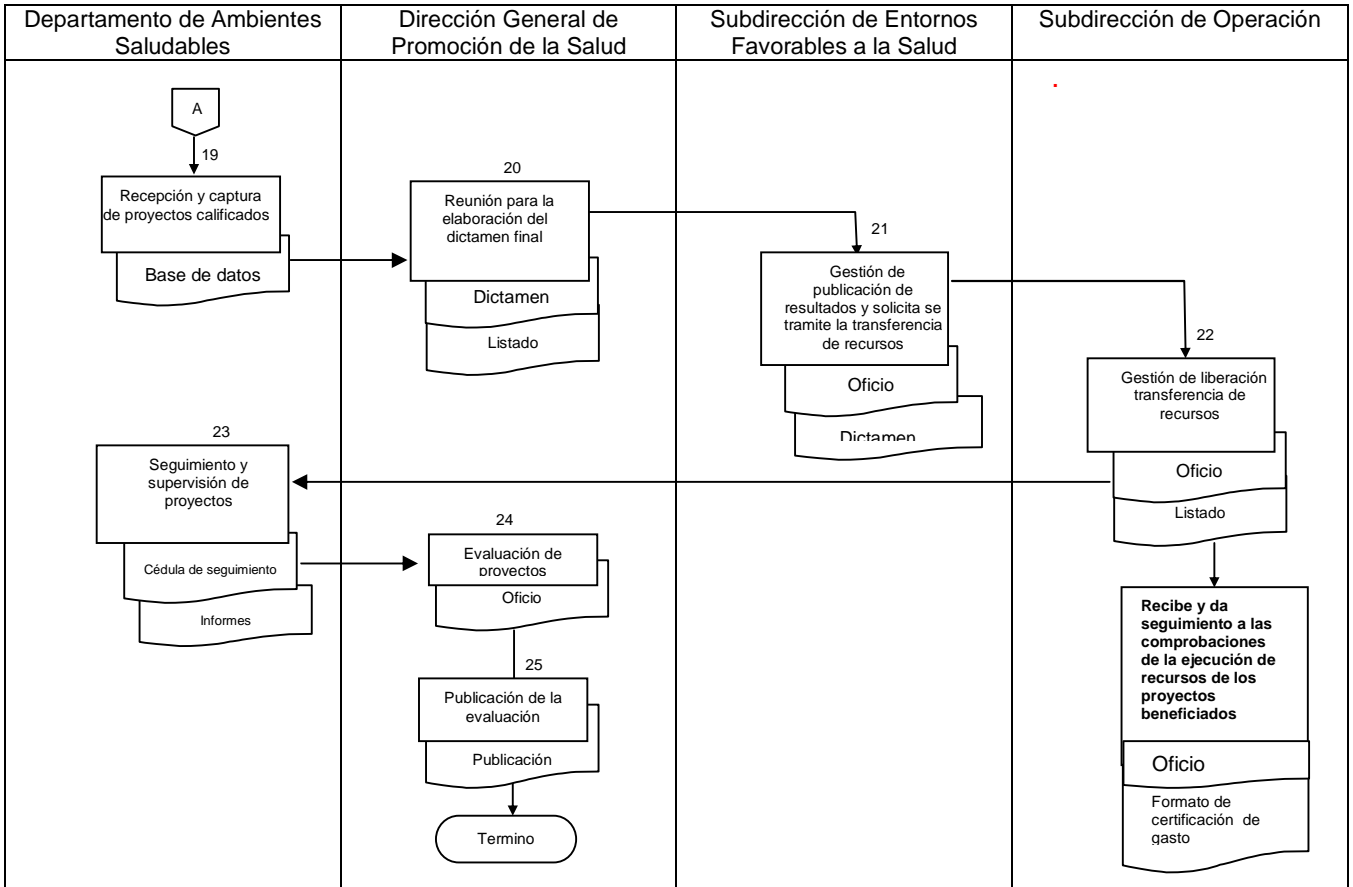 Departamento de Ambientes
Saludables
Dirección General de
Promoción de la Salud
Subdirección de Entornos
Favorables a la Salud
Subdirección de Operación
A
19
Recepción y captura
de proyectos calificados
Base de datos
20
Reunión para la
elaboración del
dictamen final
Dictamen
Listado
21
Gestión de
publicación de
resultados y solicita se
tramite la transferencia
de recursos
Oficio
Dictamen
22
Gestión de liberación
transferencia de
recursos
Oficio
Listado
23
Seguimiento y
supervisión de
proyectos
Cédula de seguimiento
Informes
24
Evaluación de
proyectos
Oficio
25
Publicación de la
evaluación
Publicación
Termino
Recibe y da
seguimiento a las
comprobaciones
de la ejecución de
recursos de los
proyectos
beneficiados
Oficio
Formato de
certificación de
gasto